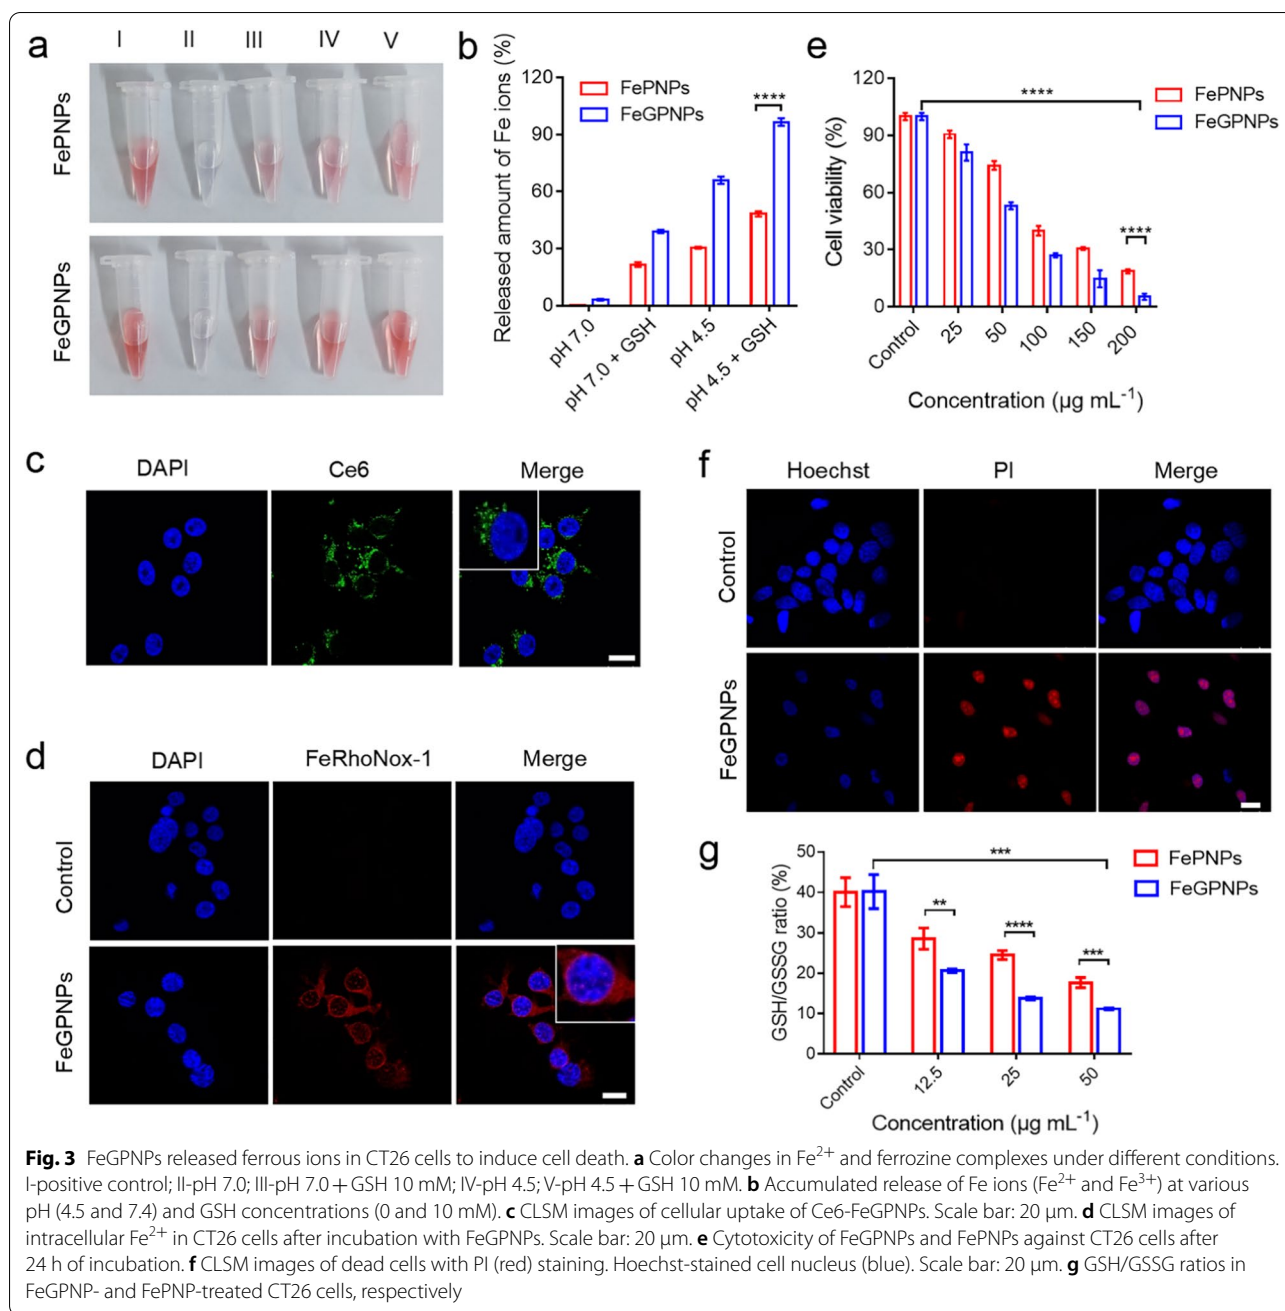 a
I II III IV V
FePNPs
FeGPNPs
b
Released amount of Fe ions (%)
120
90
60
30
0
FePNPs
FeGPNPs
****
pH 7.0
pH 7.0 + GSH
pH 4.5
pH 4.5 + GSH
e
Cell viability (%)
120
90
60
30
0
****
FePNPs
FeGPNPs
****
Control
25
50
100
150
200
Concentration (µg mL⁻¹)
c
DAPI Ce6 Merge
f
Hoechst PI Merge
Control
FeGPNPs
d
DAPI FeRhoNox-1 Merge
Control
FeGPNPs
g
GSH/GSSG ratio (%)
50
40
30
20
10
0
***
FePNPs
FeGPNPs
**
****
***
Control
12.5
25
50
Concentration (µg mL⁻¹)
Fig. 3 FeGPNPs released ferrous ions in CT26 cells to induce cell death. a Color changes in Fe²⁺ and ferrozine complexes under different conditions.
I-positive control; II-pH 7.0; III-pH 7.0 + GSH 10 mM; IV-pH 4.5; V-pH 4.5 + GSH 10 mM. b Accumulated release of Fe ions (Fe²⁺ and Fe³⁺) at various
pH (4.5 and 7.4) and GSH concentrations (0 and 10 mM). c CLSM images of cellular uptake of Ce6-FeGPNPs. Scale bar: 20 µm. d CLSM images of
intracellular Fe²⁺ in CT26 cells after incubation with FeGPNPs. Scale bar: 20 µm. e Cytotoxicity of FeGPNPs and FePNPs against CT26 cells after
24 h of incubation. f CLSM images of dead cells with PI (red) staining. Hoechst-stained cell nucleus (blue). Scale bar: 20 µm. g GSH/GSSG ratios in
FeGPNP- and FePNP-treated CT26 cells, respectively